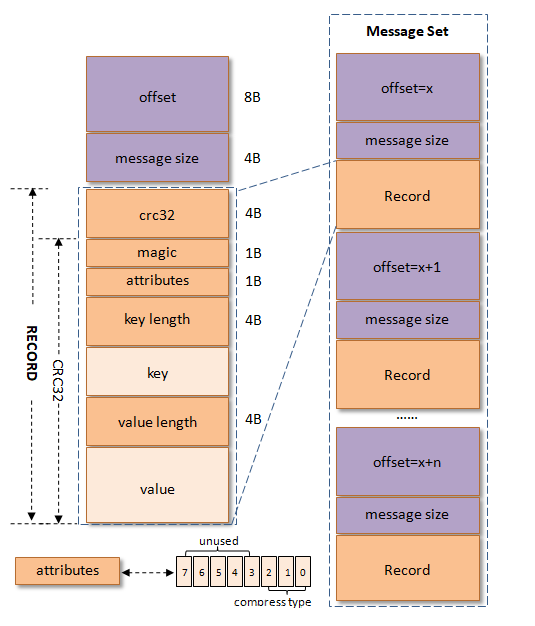 Message Set
offset
8B
message size
4B
crc32
4B
magic
1B
attributes
1B
key length
4B
key
value length
4B
value
RECORD
CRC32
offset=x
message size
Record
offset=x+1
message size
Record
......
offset=x+n
message size
Record
attributes
unused
7 6 5 4 3 2 1 0
compress type